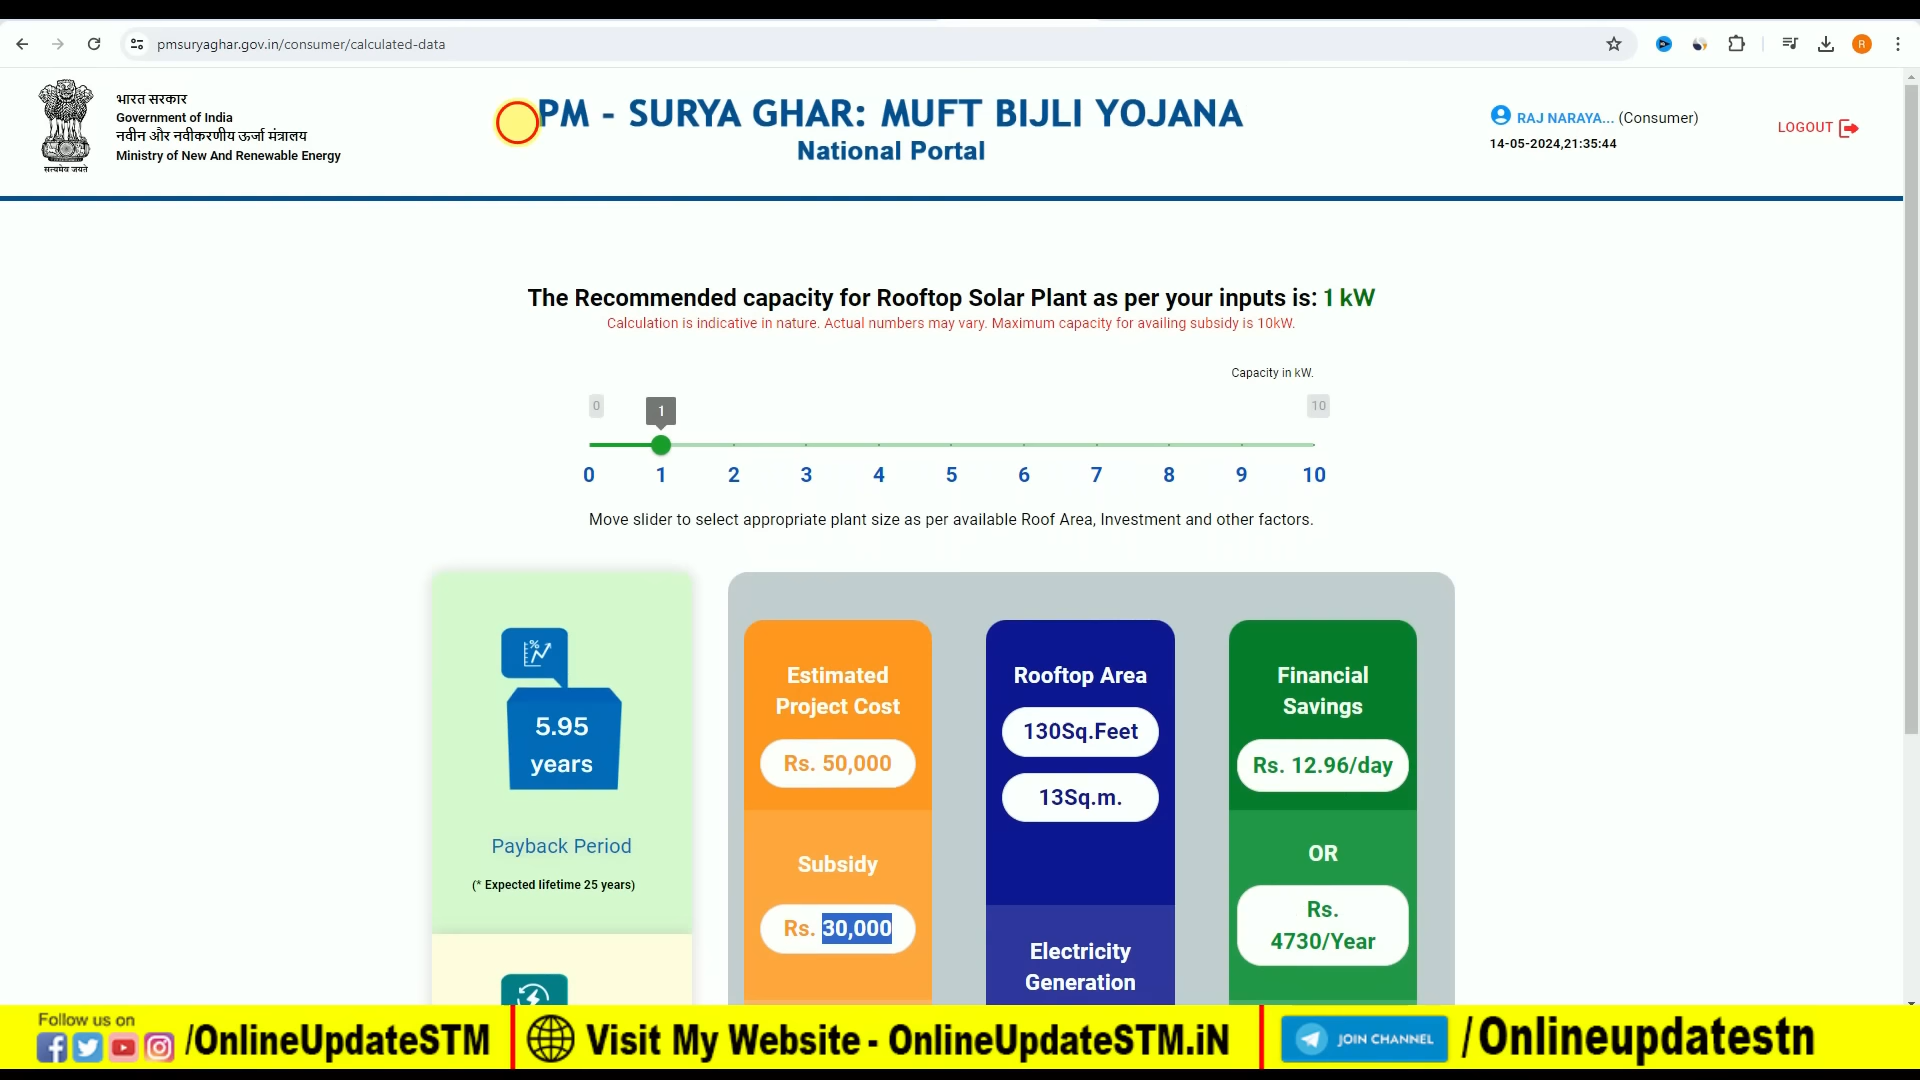 pmsuryaghar.gov.in/consumer/calculated-data
R
भारत सरकार
Government of India
नवीन और नवीकरणीय ऊर्जा मंत्रालय
Ministry of New And Renewable Energy
सत्यमेव जयते
PM - SURYA GHAR: MUFT BIJLI YOJANA
National Portal
RAJ NARAYA... (Consumer)
14-05-2024,21:35:44
LOGOUT
The Recommended capacity for Rooftop Solar Plant as per your inputs is: 1 kW
Calculation is indicative in nature. Actual numbers may vary. Maximum capacity for availing subsidy is 10kW.
Capacity in kW.
0 1 10
0 1 2 3 4 5 6 7 8 9 10
Move slider to select appropriate plant size as per available Roof Area, Investment and other factors.
%
5.95
years
Payback Period
(* Expected lifetime 25 years)
Estimated
Project Cost
Rs. 50,000
Subsidy
Rs. 30,000
Rooftop Area
130Sq.Feet
13Sq.m.
Electricity
Generation
Financial
Savings
Rs. 12.96/day
OR
Rs.
4730/Year
Follow us on
/OnlineUpdateSTM
Visit My Website - OnlineUpdateSTM.iN
JOIN CHANNEL
/Onlineupdatestn